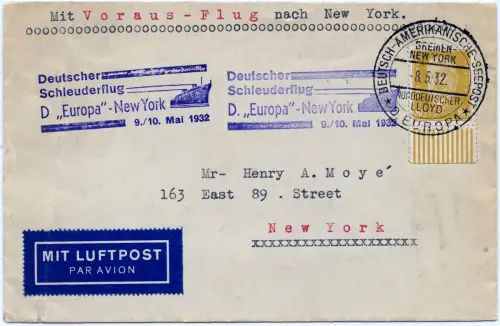 Mit Voraus-Flug nach New York.
Deutscher
Schleuderflug
D. „Europa"-New York
9./10. Mai 1932
Deutscher
Schleuderflug
D. „Europa"-New York
9./10. Mai 1932
DEUTSCH-AMERIKANISCHE-SEEPOST
BREMEN-
NEW YORK
-8.5.32.
NORDDEUTSCHER
LLOYD
* EUROPA *
Mr- Henry A. Moye´
163 East 89 . Street
New York
xxxxxxxxxxxxxxxxxxxx
MIT LUFTPOST
PAR AVION